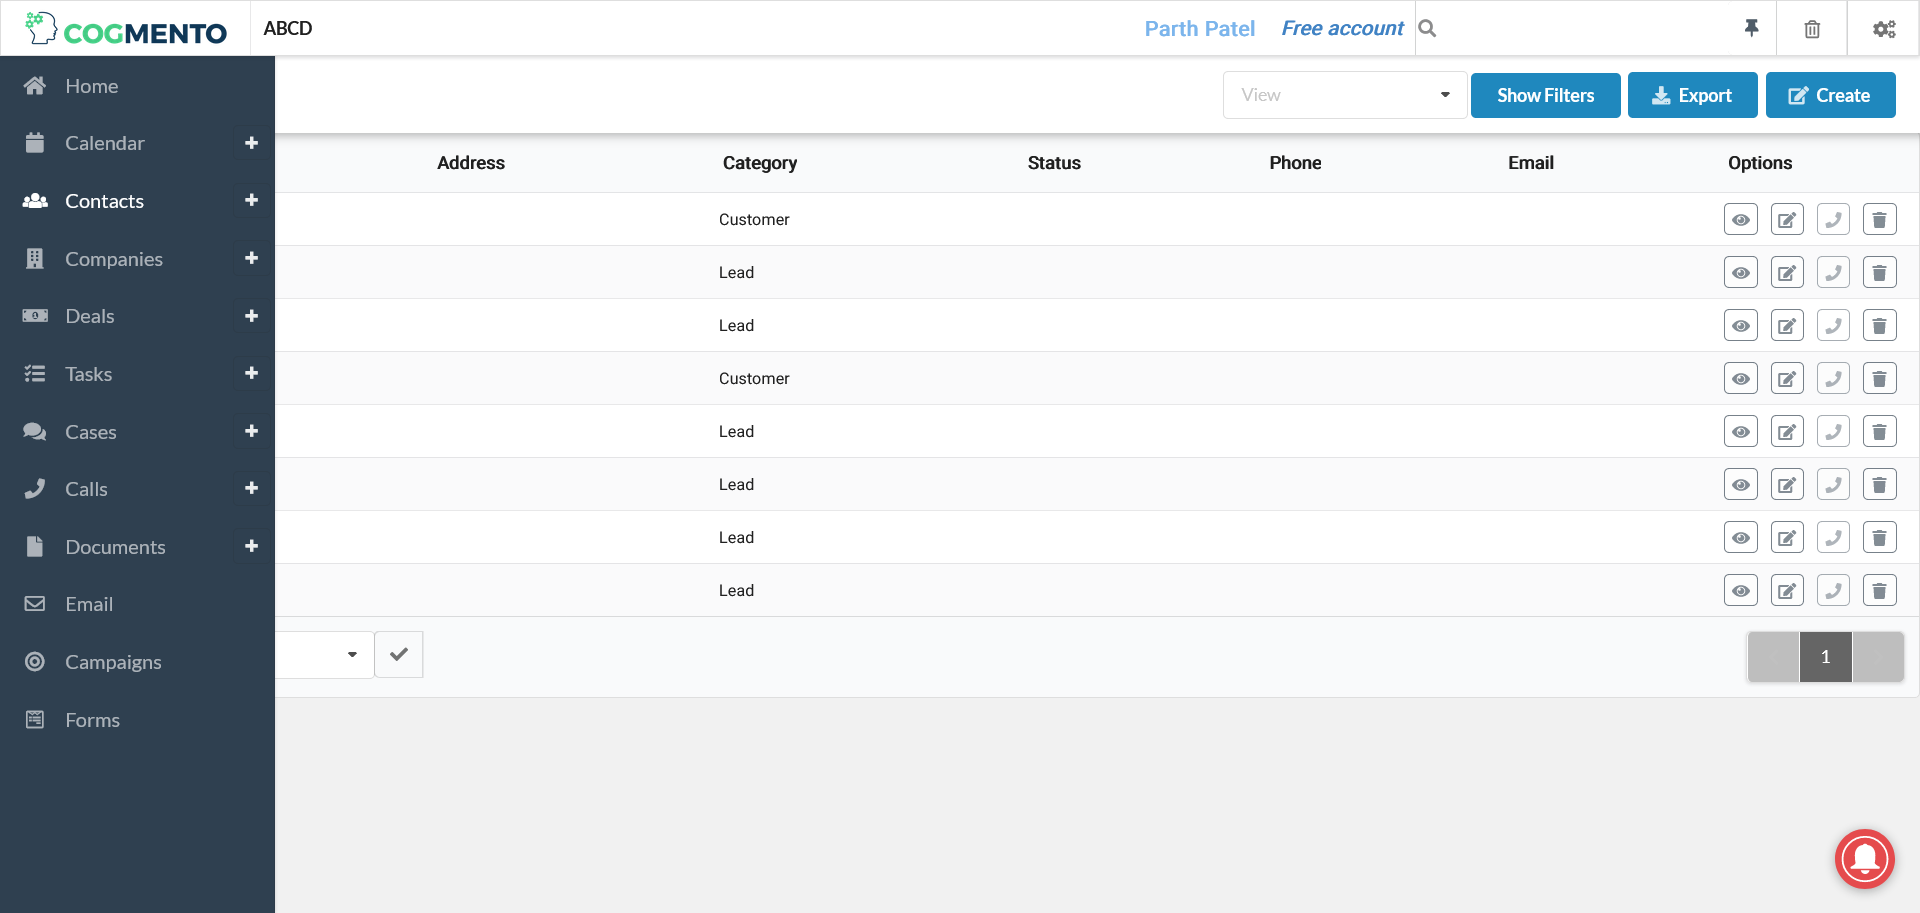 COGMENTO
ABCD
Parth Patel
Free account
Home
Calendar
Contacts
Companies
Deals
Tasks
Cases
Calls
Documents
Email
Campaigns
Forms
View
Show Filters
Export
Create
Address Category Status Phone Email Options
Customer
Lead
Lead
Customer
Lead
Lead
Lead
Lead
1